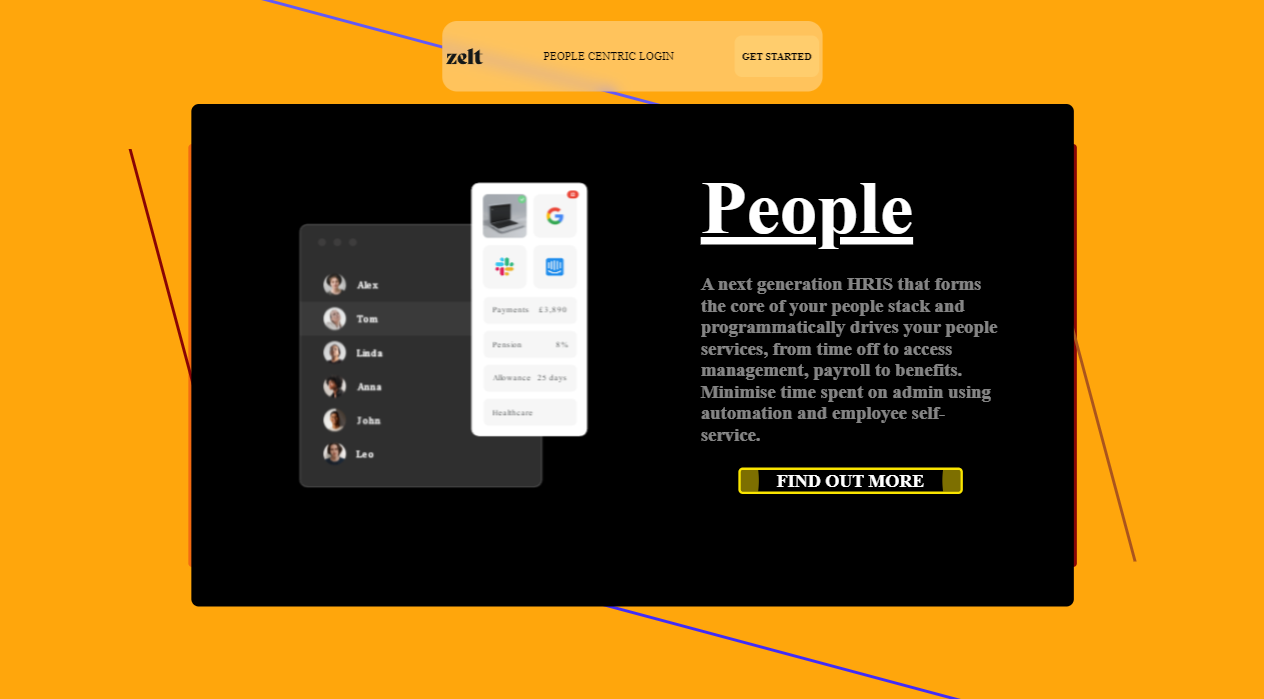 zelt
PEOPLE CENTRIC LOGIN
GET STARTED
People
A next generation HRIS that forms
the core of your people stack and
programmatically drives your people
services, from time off to access
management, payroll to benefits.
Minimise time spent on admin using
automation and employee self-
service.
FIND OUT MORE
Alex
Tom
Linda
Anna
John
Leo
Payments £3,890
Pension 8%
Allowance 25 days
Healthcare